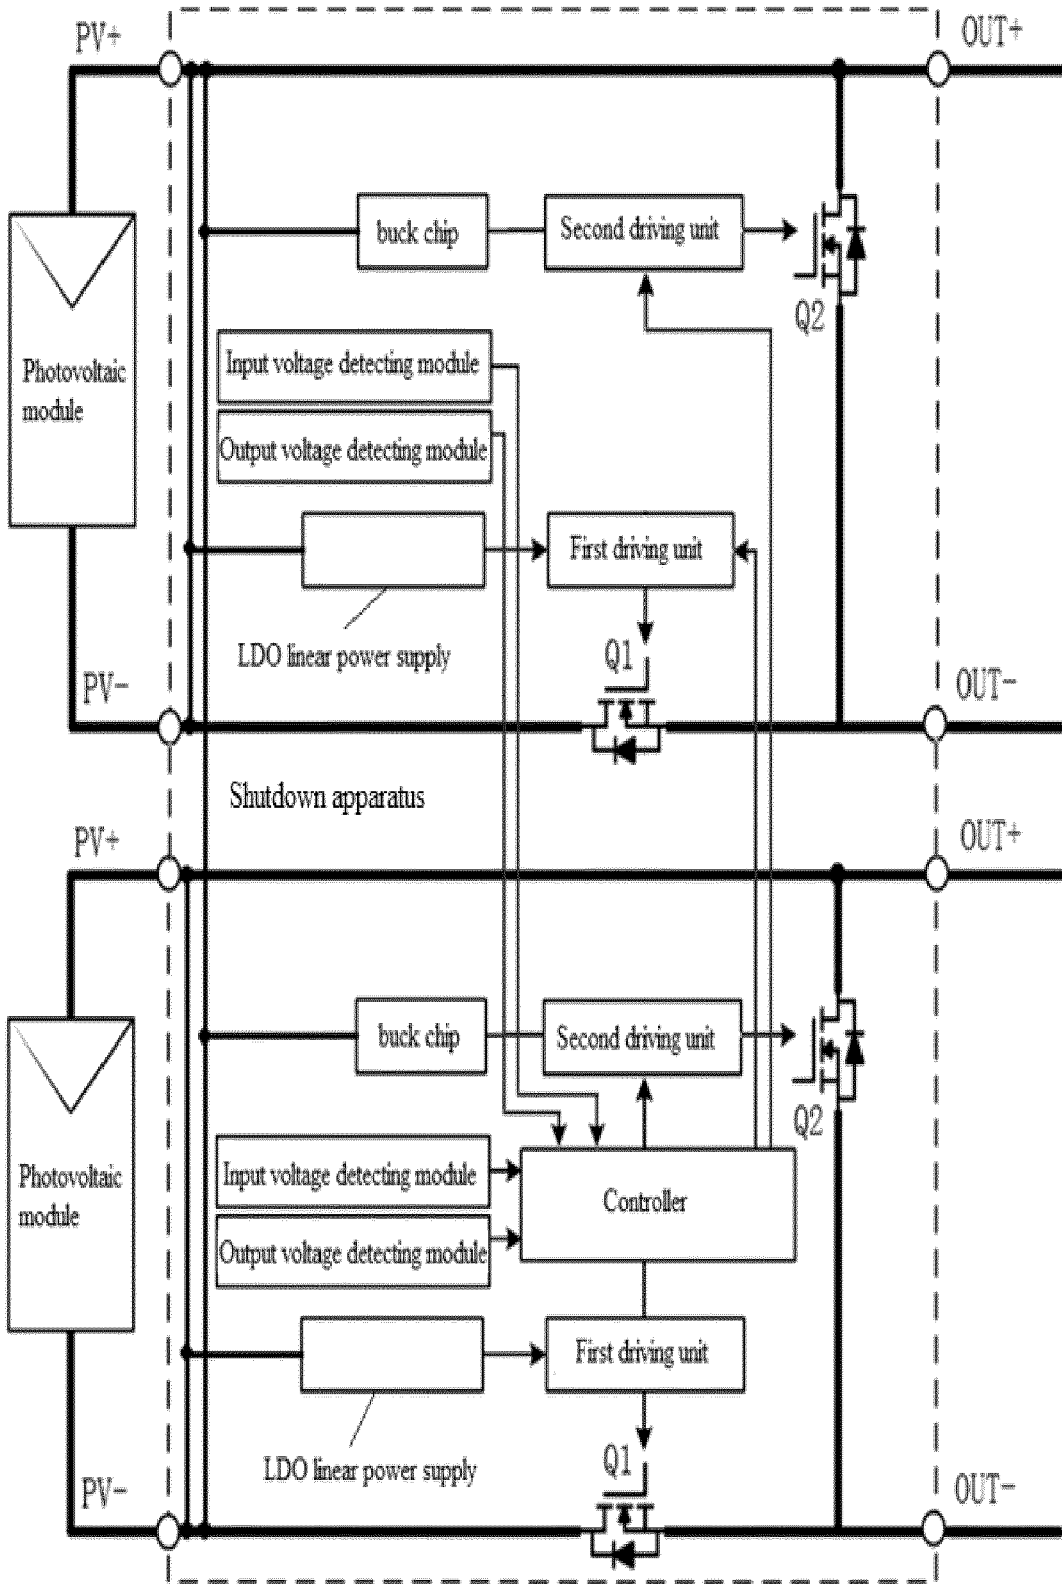 PV+
OUT+
buck chip
Second driving unit
Q2
Input voltage detecting module
Photovoltaic
module
Output voltage detecting module
First driving unit
LDO linear power supply
Q1
PV-
OUT-
Shutdown apparatus
PV+
OUT+
buck chip
Second driving unit
Q2
Photovoltaic
module
Input voltage detecting module
Controller
Output voltage detecting module
First driving unit
LDO linear power supply
Q1
PV-
OUT-